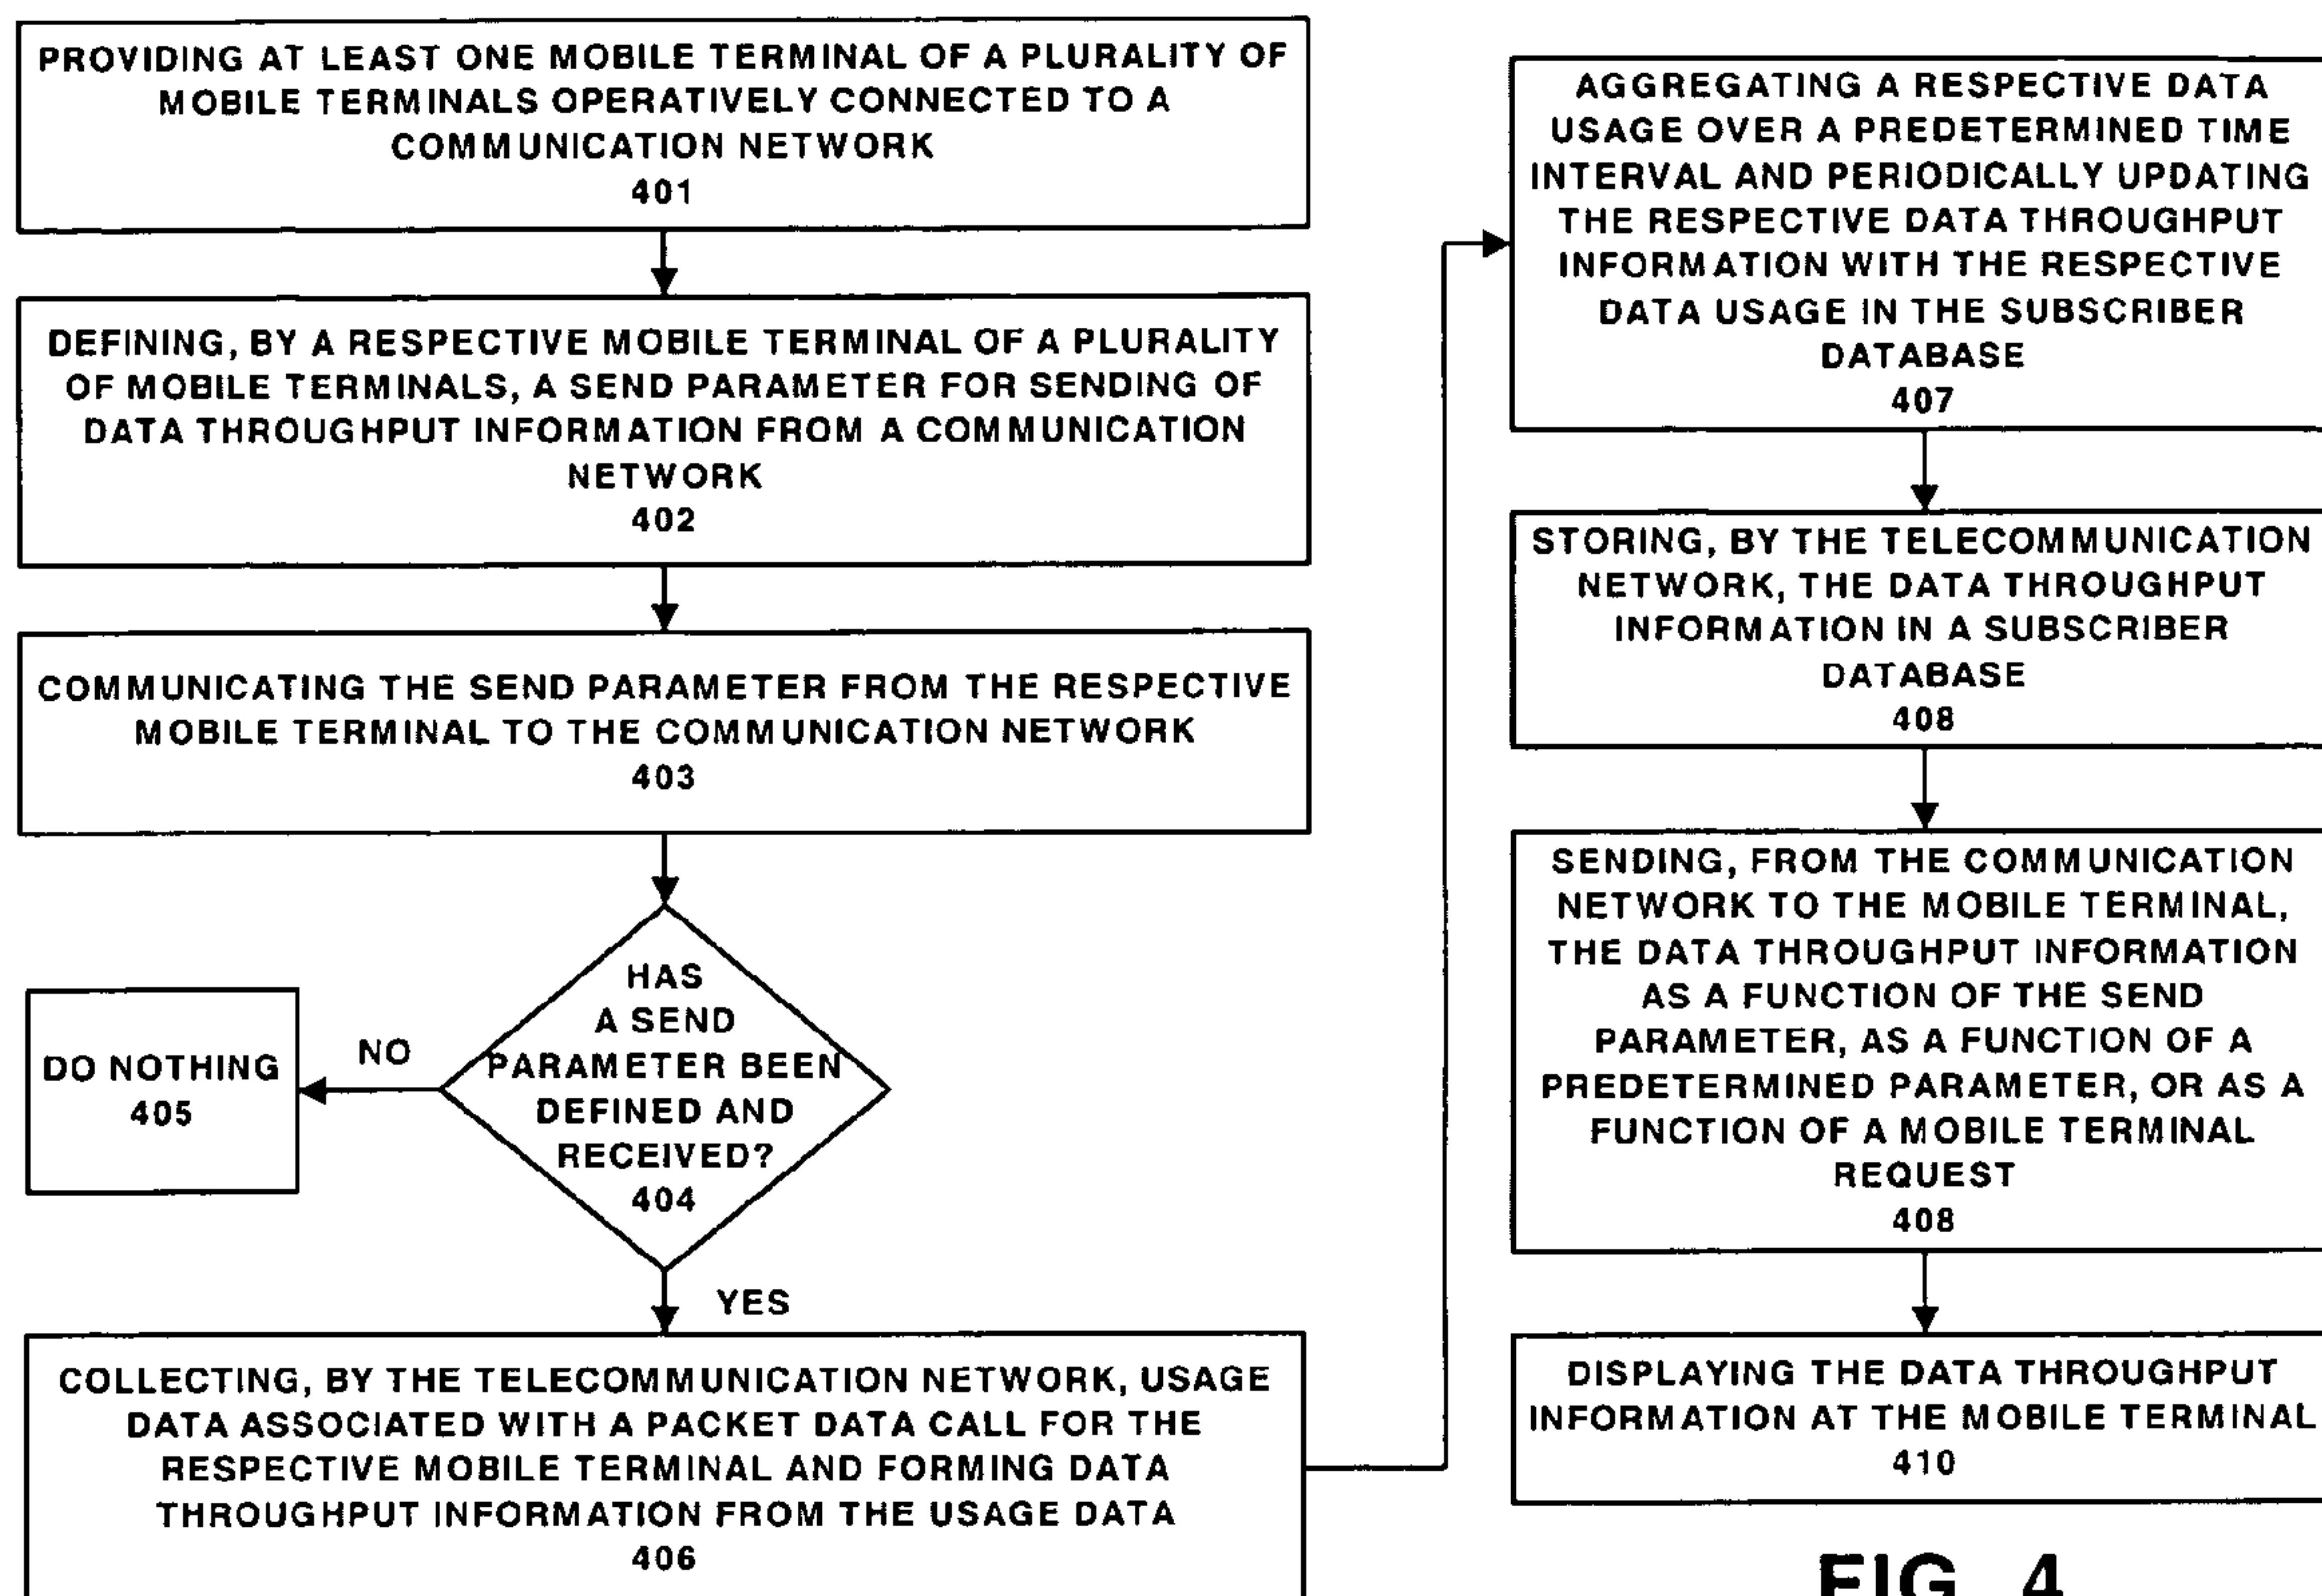 PROVIDING AT LEAST ONE MOBILE TERMINAL OF A PLURALITY OF
MOBILE TERMINALS OPERATIVELY CONNECTED TO A
COMMUNICATION NETWORK
401
DEFINING, BY A RESPECTIVE MOBILE TERMINAL OF A PLURALITY
OF MOBILE TERMINALS, A SEND PARAMETER FOR SENDING OF
DATA THROUGHPUT INFORMATION FROM A COMMUNICATION
NETWORK
402
COMMUNICATING THE SEND PARAMETER FROM THE RESPECTIVE
MOBILE TERMINAL TO THE COMMUNICATION NETWORK
403
HAS
A SEND
PARAMETER BEEN
DEFINED AND
RECEIVED?
404
NO
DO NOTHING
405
YES
COLLECTING, BY THE TELECOMMUNICATION NETWORK, USAGE
DATA ASSOCIATED WITH A PACKET DATA CALL FOR THE
RESPECTIVE MOBILE TERMINAL AND FORMING DATA
THROUGHPUT INFORMATION FROM THE USAGE DATA
406
AGGREGATING A RESPECTIVE DATA
USAGE OVER A PREDETERMINED TIME
INTERVAL AND PERIODICALLY UPDATING
THE RESPECTIVE DATA THROUGHPUT
INFORMATION WITH THE RESPECTIVE
DATA USAGE IN THE SUBSCRIBER
DATABASE
407
STORING, BY THE TELECOMMUNICATION
NETWORK, THE DATA THROUGHPUT
INFORMATION IN A SUBSCRIBER
DATABASE
408
SENDING, FROM THE COMMUNICATION
NETWORK TO THE MOBILE TERMINAL,
THE DATA THROUGHPUT INFORMATION
AS A FUNCTION OF THE SEND
PARAMETER, AS A FUNCTION OF A
PREDETERMINED PARAMETER, OR AS A
FUNCTION OF A MOBILE TERMINAL
REQUEST
408
DISPLAYING THE DATA THROUGHPUT
INFORMATION AT THE MOBILE TERMINAL
410
FIG. 4